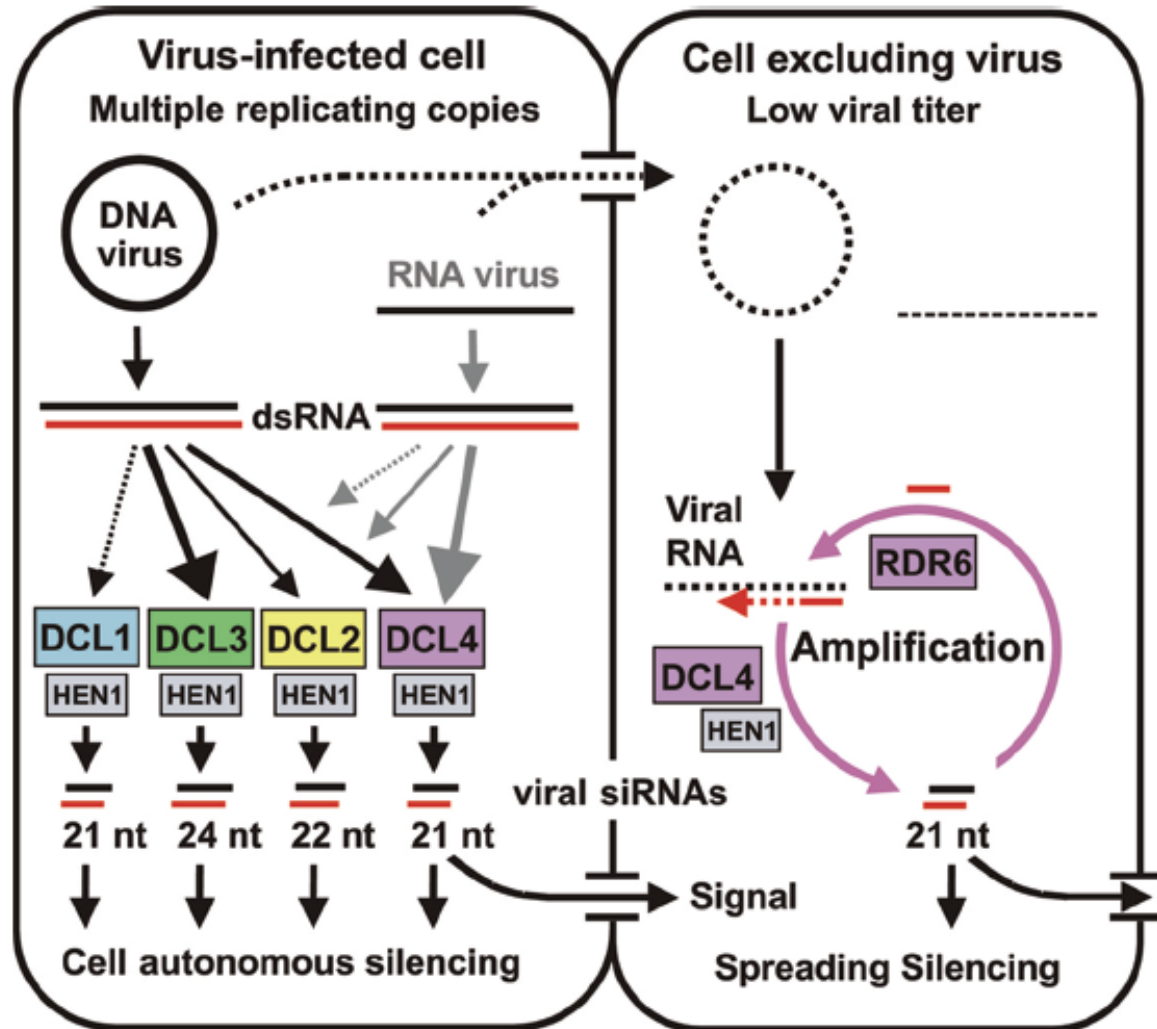 Virus-infected cell
Multiple replicating copies
DNA
virus
RNA virus
dsRNA
DCL1
DCL3
DCL2
DCL4
HEN1
HEN1
HEN1
HEN1
21 nt
24 nt
22 nt
21 nt
viral siRNAs
Cell autonomous silencing
Cell excluding virus
Low viral titer
Viral
RNA
RDR6
Amplification
DCL4
HEN1
21 nt
Signal
Spreading Silencing